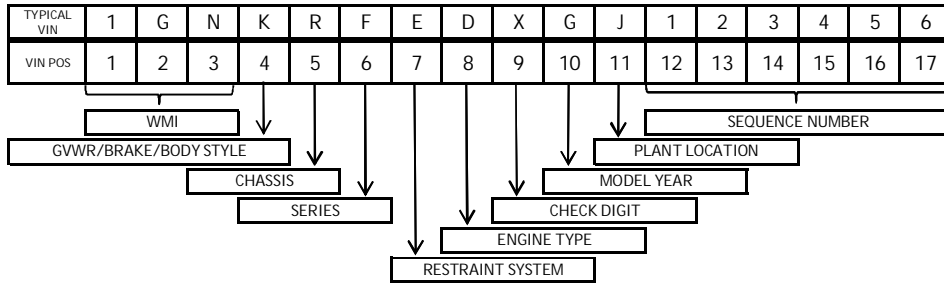 TYPICAL VIN 1 G N K R F E D X G J 1 2 3 4 5 6
VIN POS 1 2 3 4 5 6 7 8 9 10 11 12 13 14 15 16 17
WMI SEQUENCE NUMBER
GVWR/BRAKE/BODY STYLE PLANT LOCATION
CHASSIS MODEL YEAR
SERIES CHECK DIGIT
ENGINE TYPE
RESTRAINT SYSTEM